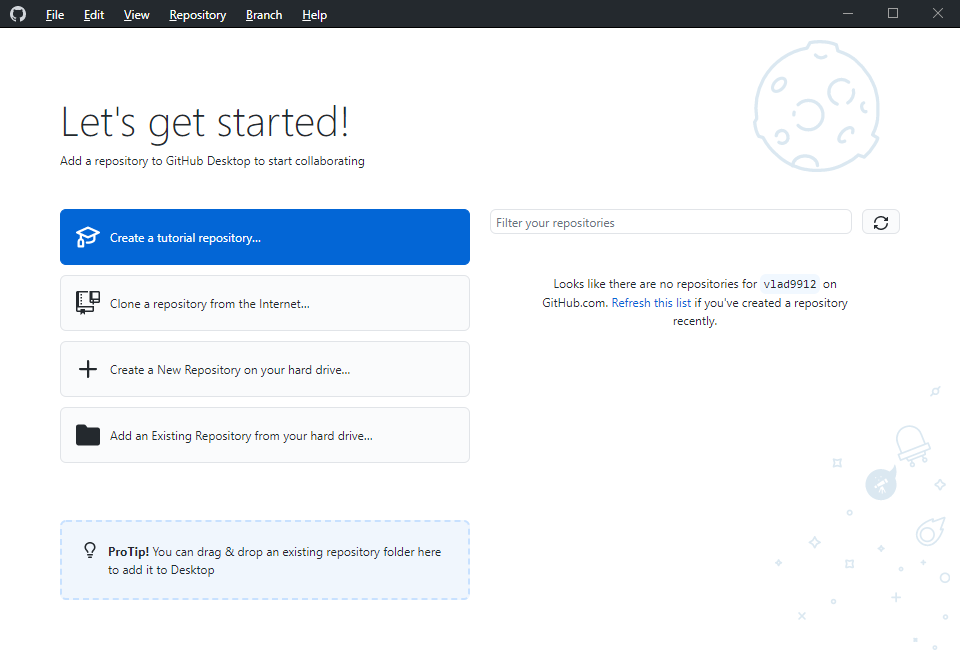 File Edit View Repository Branch Help
Let's get started!
Add a repository to GitHub Desktop to start collaborating
Create a tutorial repository...
Clone a repository from the Internet...
Create a New Repository on your hard drive...
Add an Existing Repository from your hard drive...
ProTip! You can drag & drop an existing repository folder here
to add it to Desktop
Filter your repositories
Looks like there are no repositories for vlad9912 on
GitHub.com. Refresh this list if you've created a repository
recently.